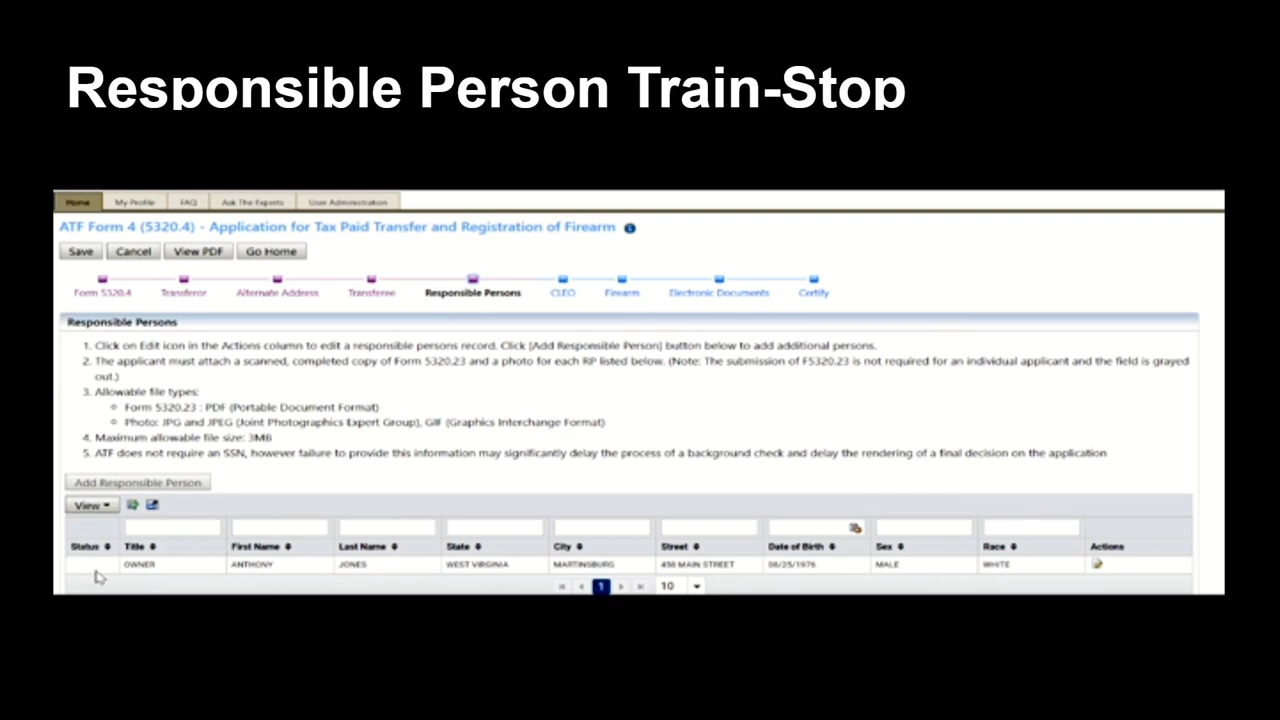 Responsible Person Train-Stop
Home My Profile FAQ Ask The Experts User Administration
ATF Form 4 (5320.4) - Application for Tax Paid Transfer and Registration of Firearm
Save Cancel View PDF Go Home
Form 5320.4 Transferor Alternate Address Transferee Responsible Persons CLEO Firearm Electronic Documents Certify
Responsible Persons
1. Click on Edit icon in the Actions column to edit a responsible persons record. Click [Add Responsible Person] button below to add additional persons.
2. The applicant must attach a scanned, completed copy of Form 5320.23 and a photo for each RP listed below. (Note: The submission of F5320.23 is not required for an individual applicant and the field is grayed
out.)
3. Allowable file types:
Form 5320.23 : PDF (Portable Document Format)
Photo: JPG and JPEG (Joint Photographics Expert Group), GIF (Graphics Interchange Format)
4. Maximum allowable file size: 3MB
5. ATF does not require an SSN, however failure to provide this information may significantly delay the process of a background check and delay the rendering of a final decision on the application
Add Responsible Person
View
Status Title First Name Last Name State City Street Date of Birth Sex Race Actions
OWNER ANTHONY JONES WEST VIRGINIA MARTINSBURG 458 MAIN STREET 08/25/1976 MALE WHITE
1 10